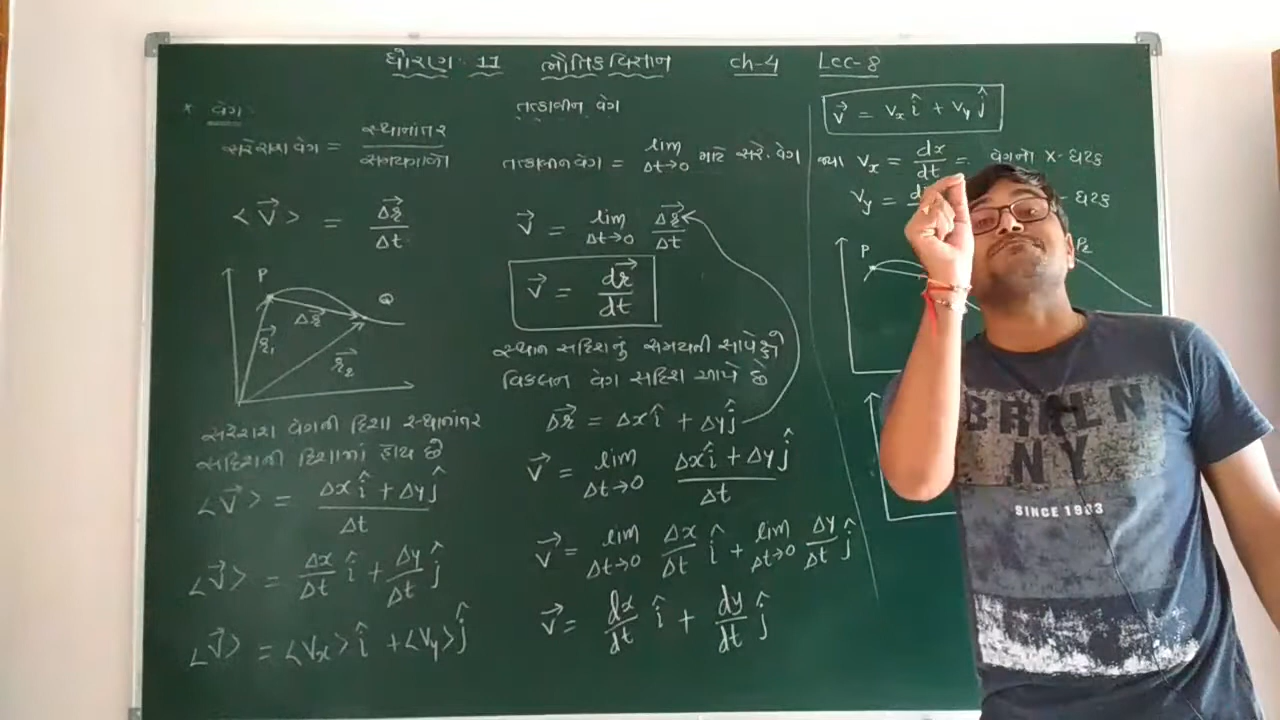 ધોરણ : 11 ભૌતિક વિજ્ઞાન ch-4 Lec-8
* વેગ :
સરેરાશ વેગ = સ્થાનાંતર / સમયગાળો
<v⃗> = Δr⃗ / Δt
P
Q
Δr⃗
r⃗₁
r⃗₂
સરેરાશ વેગની દિશા સ્થાનાંતર
સદિશની દિશામાં હોય છે
<v⃗> = Δx î + Δy ĵ / Δt
<v⃗> = Δx/Δt î + Δy/Δt ĵ
<v⃗> = <Vx> î + <Vy> ĵ
તત્કાલીન વેગ
તત્કાલીન વેગ = lim Δt→0 માટે સરે. વેગ
v⃗ = lim Δt→0 Δr⃗ / Δt
v⃗ = dr⃗ / dt
સ્થાન સદિશનું સમયની સાપેક્ષે
વિકલન વેગ સદિશ આપે છે
Δr⃗ = Δx î + Δy ĵ
v⃗ = lim Δt→0 Δx î + Δy ĵ / Δt
v⃗ = lim Δt→0 Δx/Δt î + lim Δt→0 Δy/Δt ĵ
v⃗ = dx/dt î + dy/dt ĵ
v⃗ = Vx î + Vy ĵ
જ્યાં Vx = dx/dt = વેગનો x-ઘટક
Vy = - ઘટક
P
P₂
BRKLN
NY
SINCE 1983